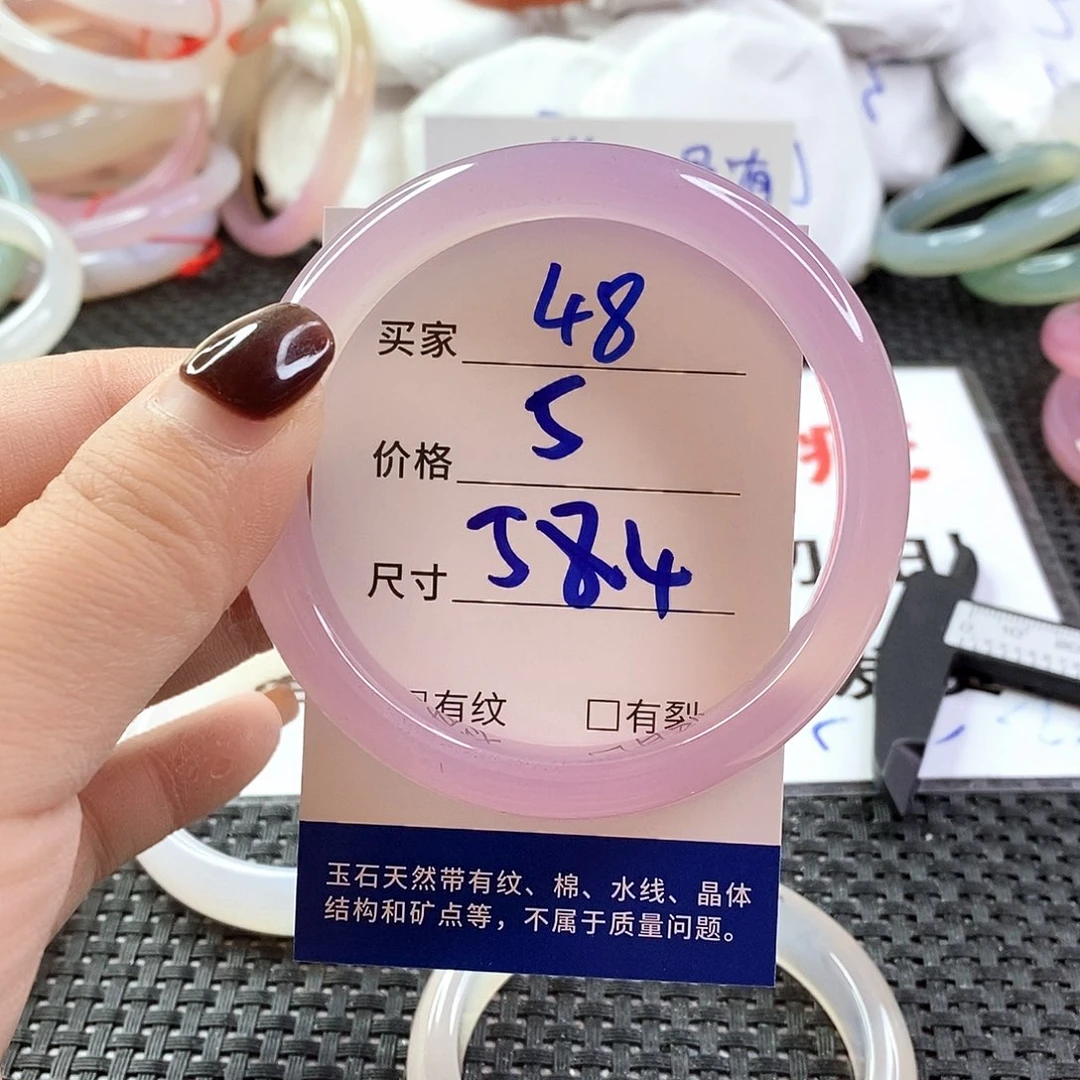 买家 48
价格 5
尺寸 584
有纹 □有裂
玉石天然带有纹、棉、水线、晶体
结构和矿点等，不属于质量问题。